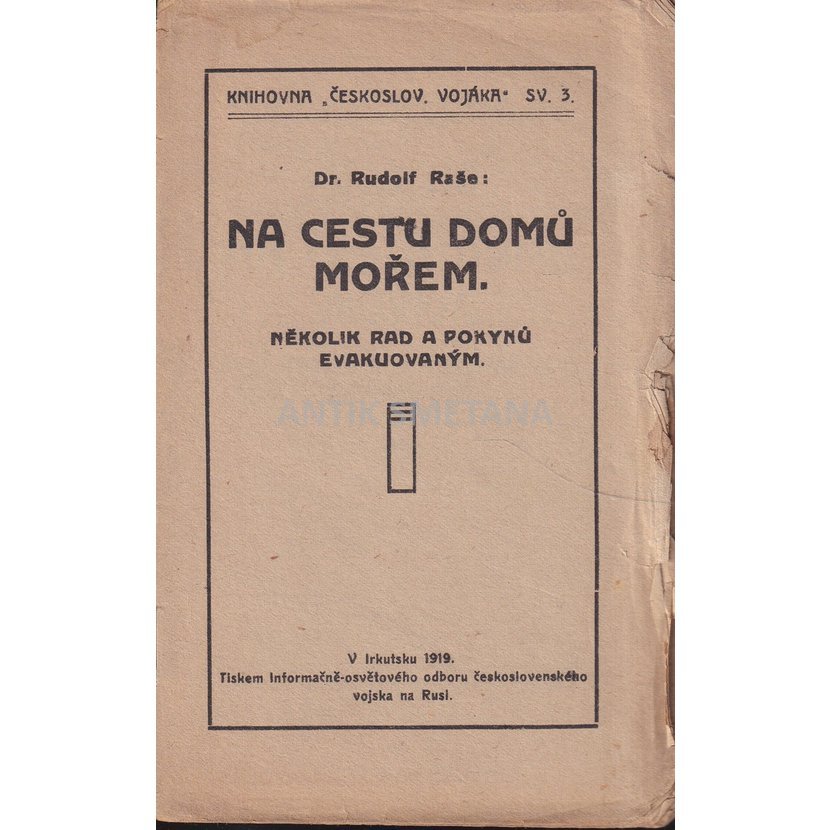 KNIHOVNA „ČESKOSLOV. VOJÁKA“ SV. 3.
Dr. Rudolf Raše:
NA CESTU DOMŮ
MOŘEM.
NĚKOLIK RAD A POKYNŮ
EVAKUOVANÝM.
ANTIK SMETANA
V Irkutsku 1919.
Tiskem Informačně-osvětového odboru československého
vojska na Rusi.